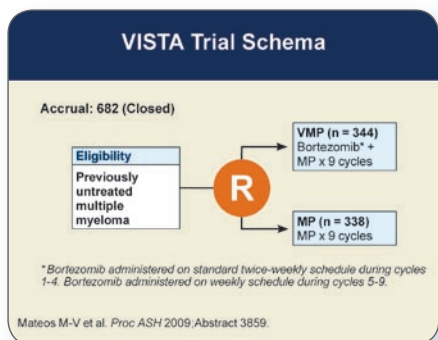 VISTA Trial Schema
Accrual: 682 (Closed)
Eligibility
Previously
untreated
multiple
myeloma
R
VMP (n = 344)
Bortezomib* +
MP x 9 cycles
MP (n = 338)
MP x 9 cycles
*Bortezomib administered on standard twice-weekly schedule during cycles
1-4. Bortezomib administered on weekly schedule during cycles 5-9.
Mateos M-V et al. Proc ASH 2009;Abstract 3859.